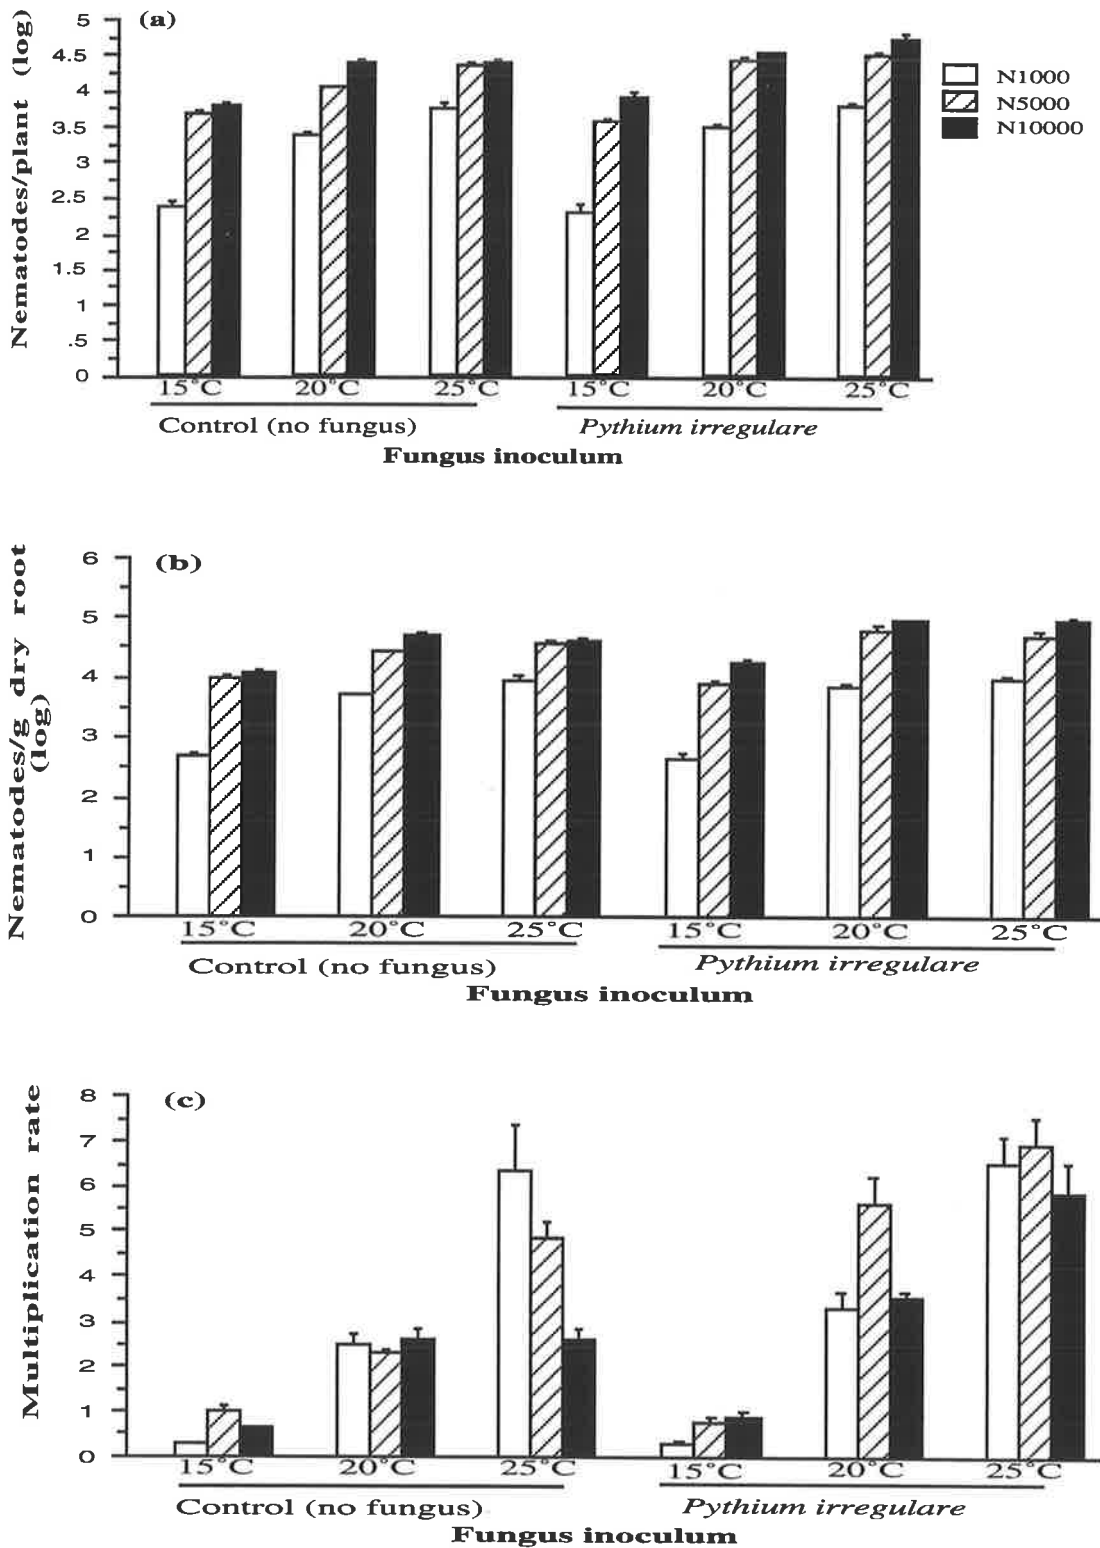 (a)
Nematodes/plant (log)
5
4.5
4
3.5
3
2.5
2
1.5
1
.5
0
N1000
N5000
N10000
15°C 20°C 25°C 15°C 20°C 25°C
Control (no fungus) Pythium irregulare
Fungus inoculum
(b)
Nematodes/g dry root
(log)
6
5
4
3
2
1
0
15°C 20°C 25°C 15°C 20°C 25°C
Control (no fungus) Pythium irregulare
Fungus inoculum
(c)
Multiplication rate
8
7
6
5
4
3
2
1
0
15°C 20°C 25°C 15°C 20°C 25°C
Control (no fungus) Pythium irregulare
Fungus inoculum